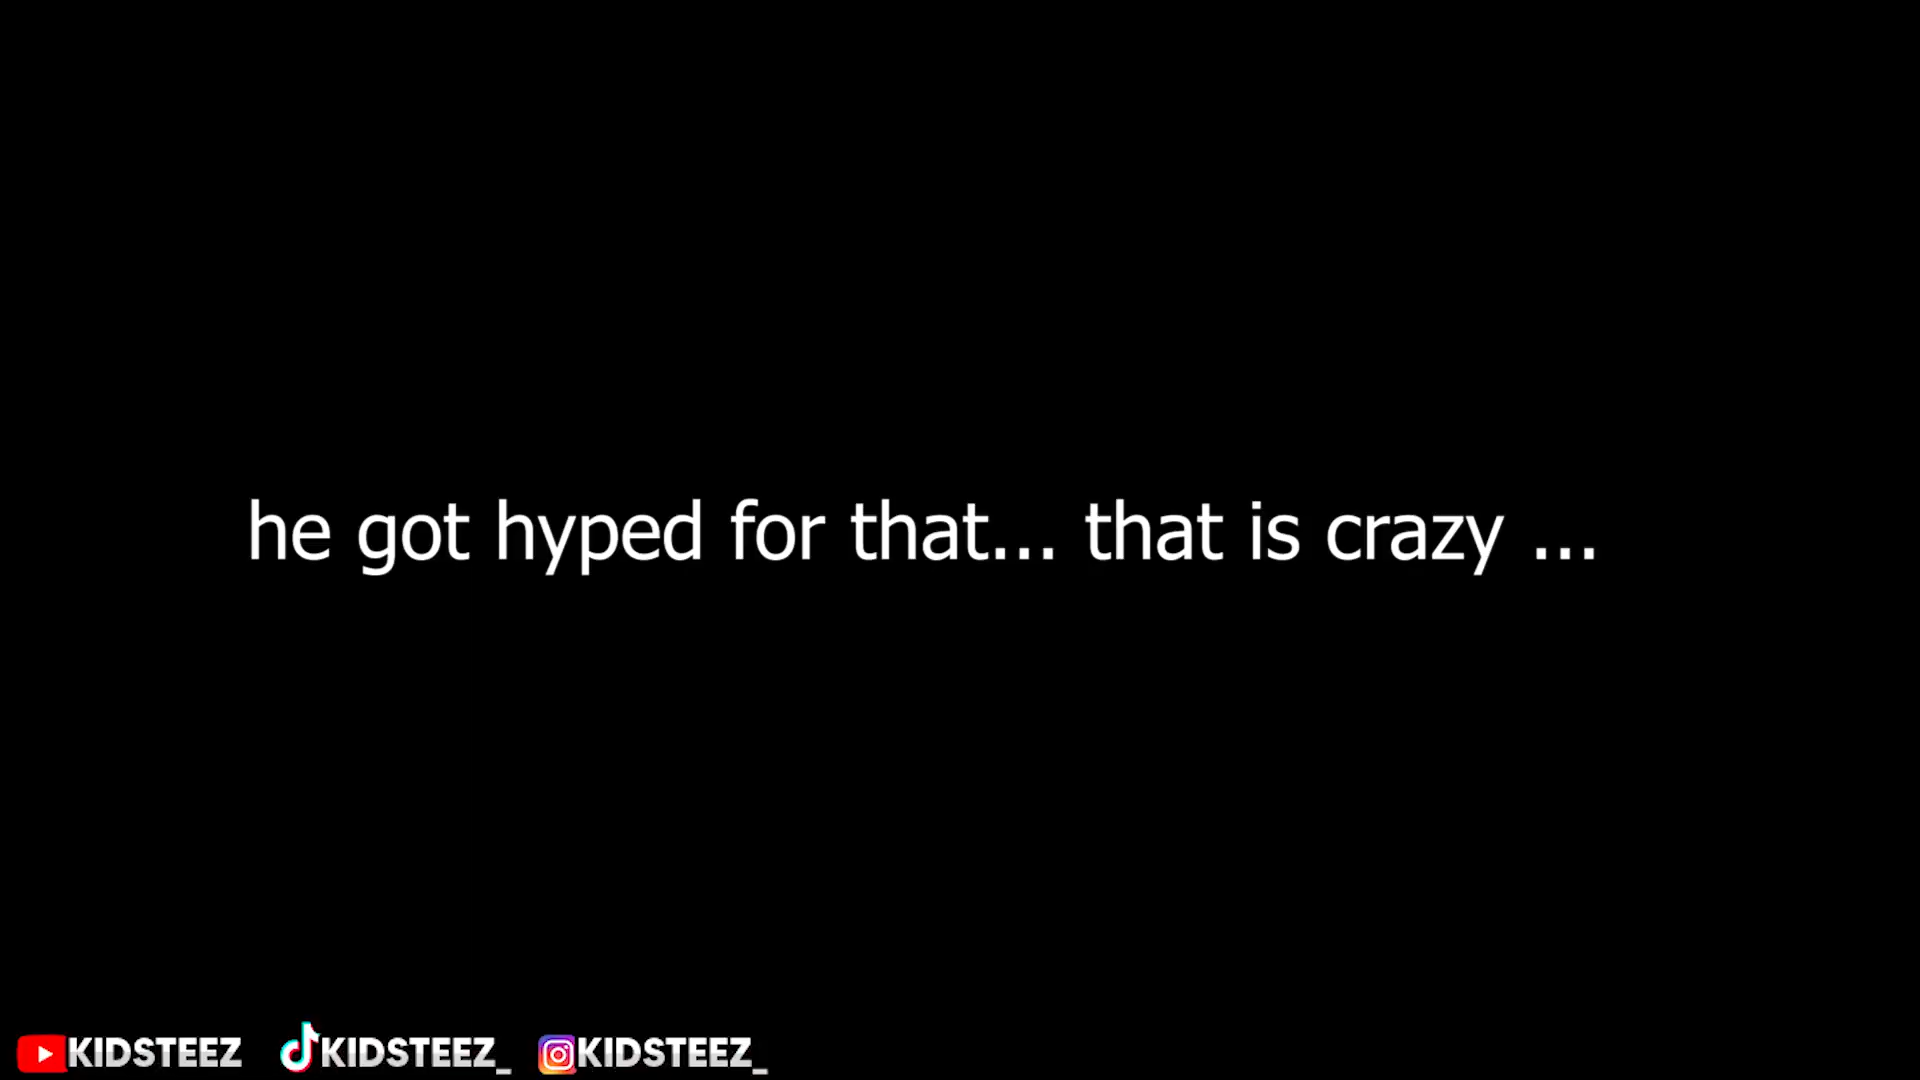 he got hyped for that... that is crazy ...
KIDSTEEZ KIDSTEEZ_ KIDSTEEZ_